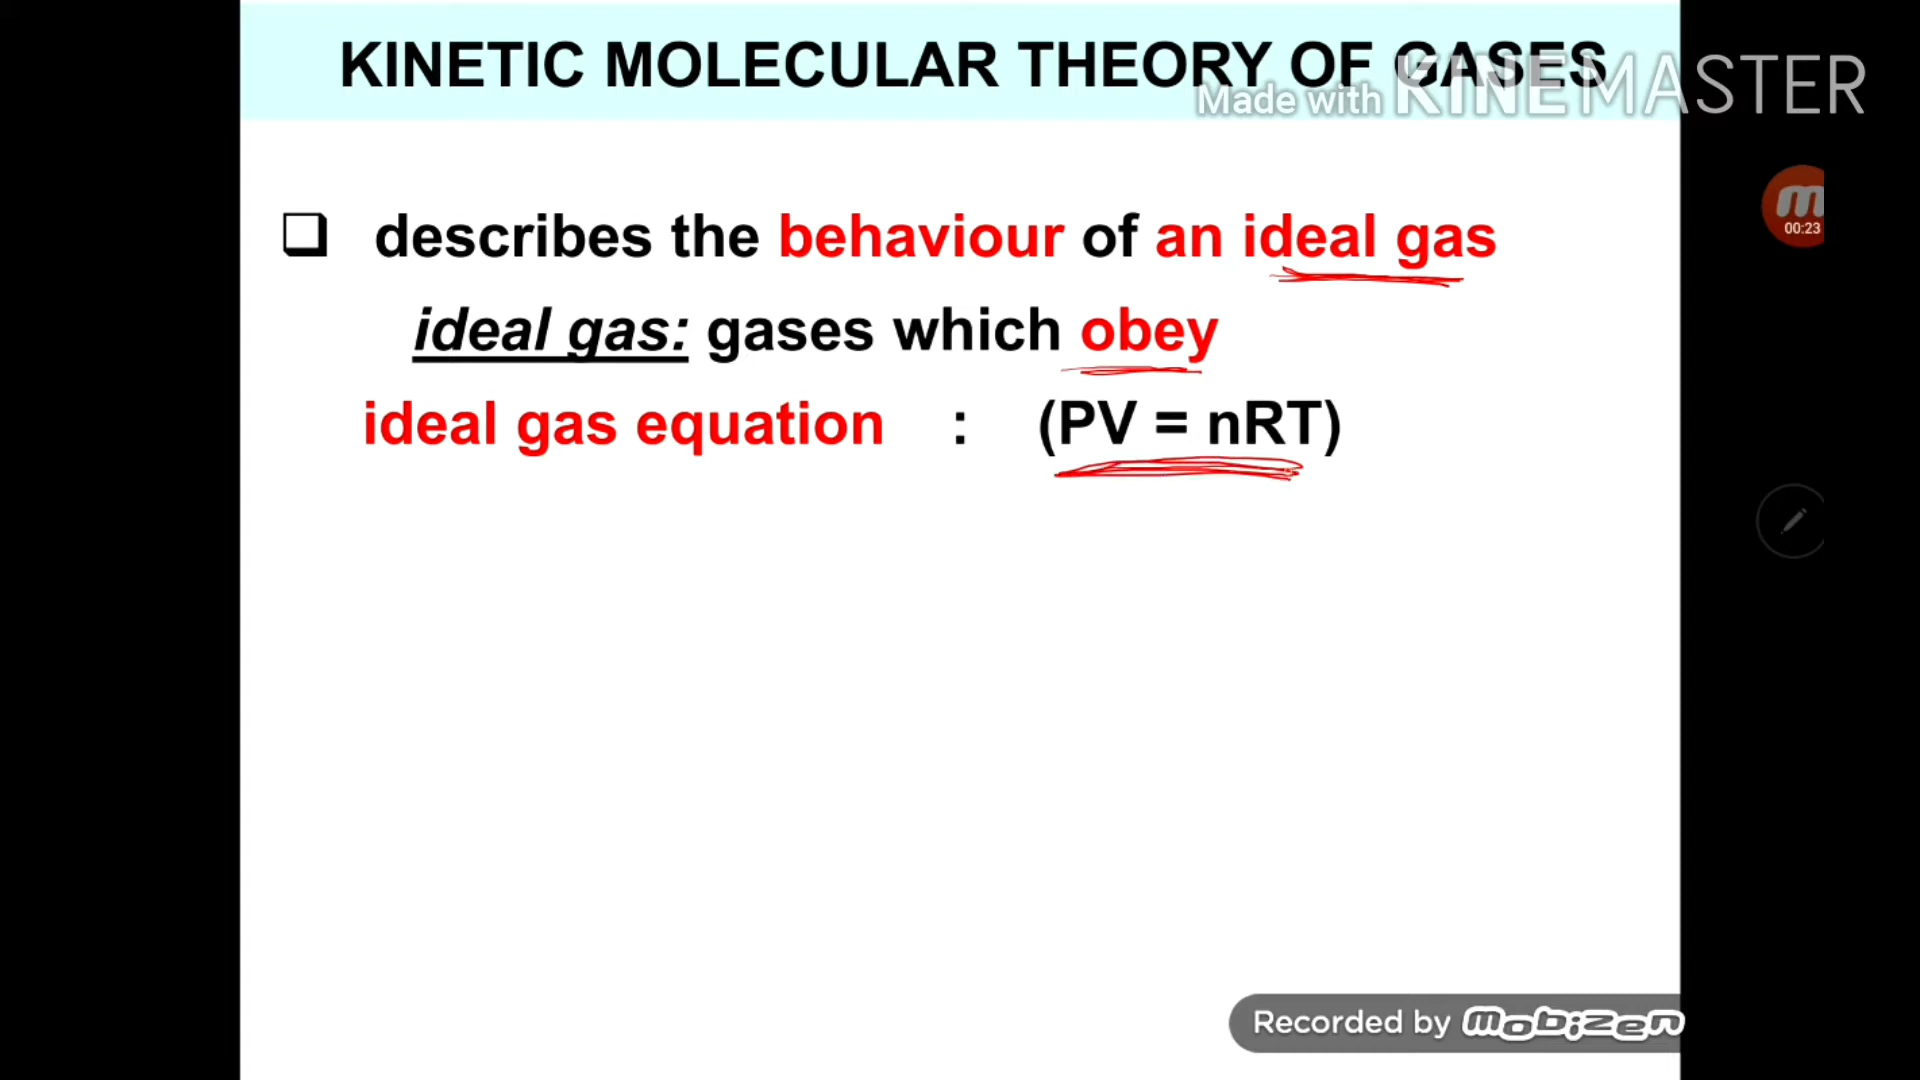 KINETIC MOLECULAR THEORY OF GASES
Made with KINEMASTER
describes the behaviour of an ideal gas
00:23
ideal gas: gases which obey
ideal gas equation : (PV = nRT)
Recorded by mobizen